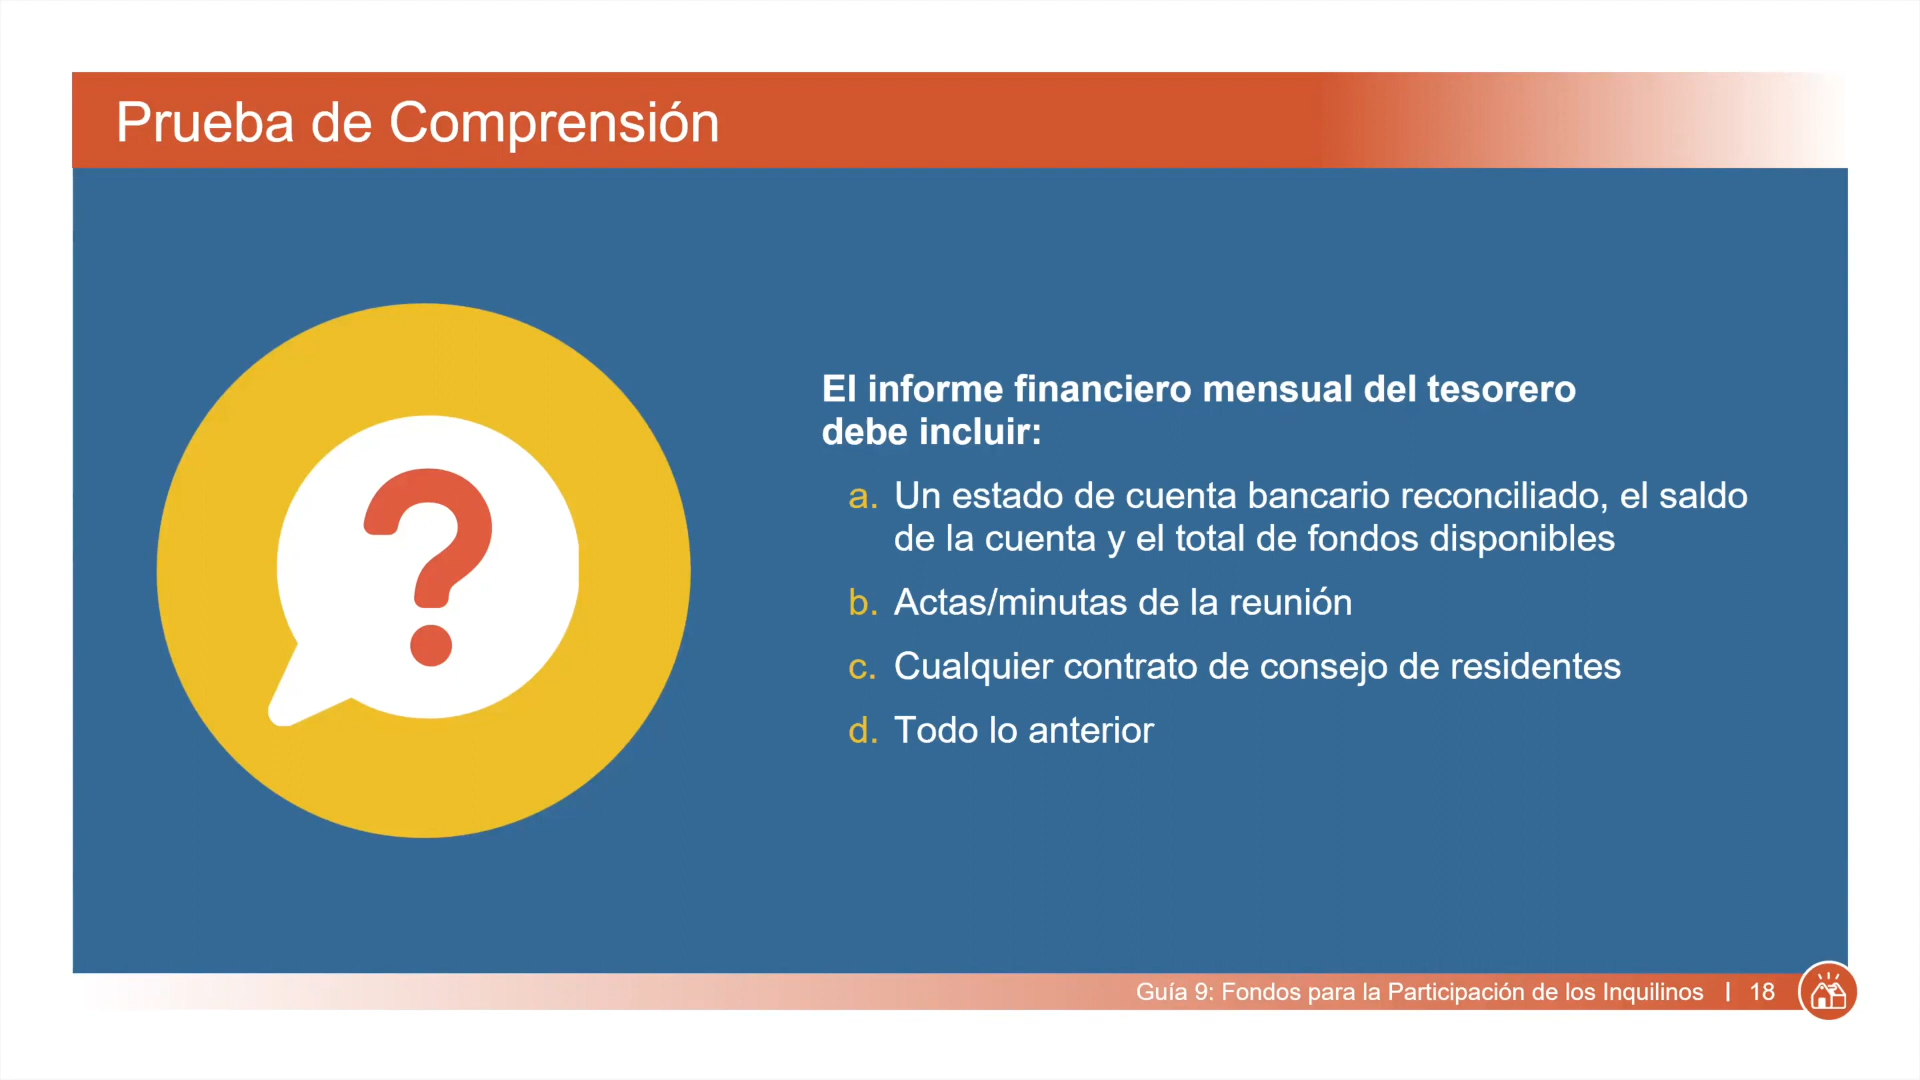 Prueba de Comprensión
El informe financiero mensual del tesorero
debe incluir:
a. Un estado de cuenta bancario reconciliado, el saldo
de la cuenta y el total de fondos disponibles
b. Actas/minutas de la reunión
c. Cualquier contrato de consejo de residentes
d. Todo lo anterior
Guía 9: Fondos para la Participación de los Inquilinos | 18